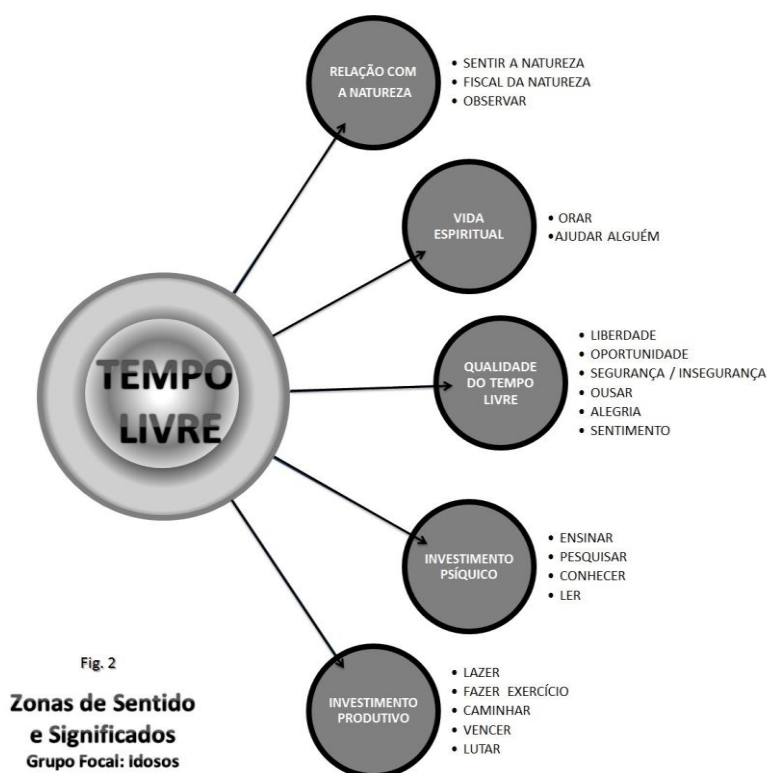 RELAÇÃO COM
A NATUREZA
• SENTIR A NATUREZA
• FISCAL DA NATUREZA
• OBSERVAR
VIDA
ESPIRITUAL
• ORAR
•AJUDAR ALGUÉM
TEMPO
LIVRE
QUALIDADE
DO TEMPO
LIVRE
• LIBERDADE
• OPORTUNIDADE
• SEGURANÇA / INSEGURANÇA
• OUSAR
• ALEGRIA
• SENTIMENTO
INVESTIMENTO
PSÍQUICO
• ENSINAR
• PESQUISAR
• CONHECER
• LER
INVESTIMENTO
PRODUTIVO
• LAZER
• FAZER EXERCÍCIO
• CAMINHAR
• VENCER
• LUTAR
Fig. 2
Zonas de Sentido
e Significados
Grupo Focal: Idosos